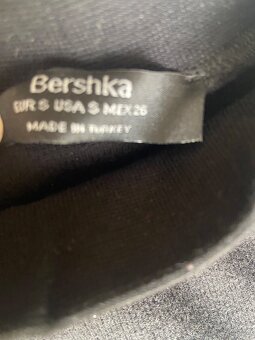 Bershka
EUR S USA S MEX 26
MADE IN TURKEY